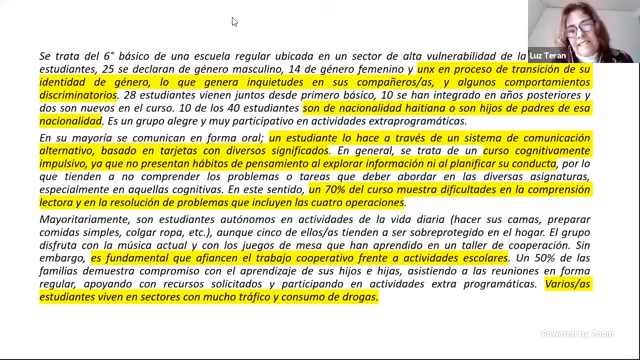 Se trata del 6° básico de una escuela regular ubicada en un sector de alta vulnerabilidad de la
estudiantes, 25 se declaran de género masculino, 14 de género femenino y unx en proceso de transición de su
identidad de género, lo que genera inquietudes en sus compañeros/as, y algunos comportamientos
discriminatorios. 28 estudiantes vienen juntos desde primero básico, 10 se han integrado en años posteriores y
dos son nuevos en el curso. 10 de los 40 estudiantes son de nacionalidad haitiana o son hijos de padres de esa
nacionalidad. Es un grupo alegre y muy participativo en actividades extraprogramáticas.
En su mayoría se comunican en forma oral; un estudiante lo hace a través de un sistema de comunicación
alternativo, basado en tarjetas con diversos significados. En general, se trata de un curso cognitivamente
impulsivo, ya que no presentan hábitos de pensamiento al explorar información ni al planificar su conducta, por lo
que tienden a no comprender los problemas o tareas que deben abordar en las diversas asignaturas,
especialmente en aquellas cognitivas. En este sentido, un 70% del curso muestra dificultades en la comprensión
lectora y en la resolución de problemas que incluyen las cuatro operaciones.
Mayoritariamente, son estudiantes autónomos en actividades de la vida diaria (hacer sus camas, preparar
comidas simples, colgar ropa, etc.), aunque cinco de ellos/as tienden a ser sobreprotegido en el hogar. El grupo
disfruta con la música actual y con los juegos de mesa que han aprendido en un taller de cooperación. Sin
embargo, es fundamental que afiancen el trabajo cooperativo frente a actividades escolares. Un 50% de las
familias demuestra compromiso con el aprendizaje de sus hijos e hijas, asistiendo a las reuniones en forma
regular, apoyando con recursos solicitados y participando en actividades extra programáticas. Varios/as
estudiantes viven en sectores con mucho tráfico y consumo de drogas.
Luz Teran
Powered by Zoom